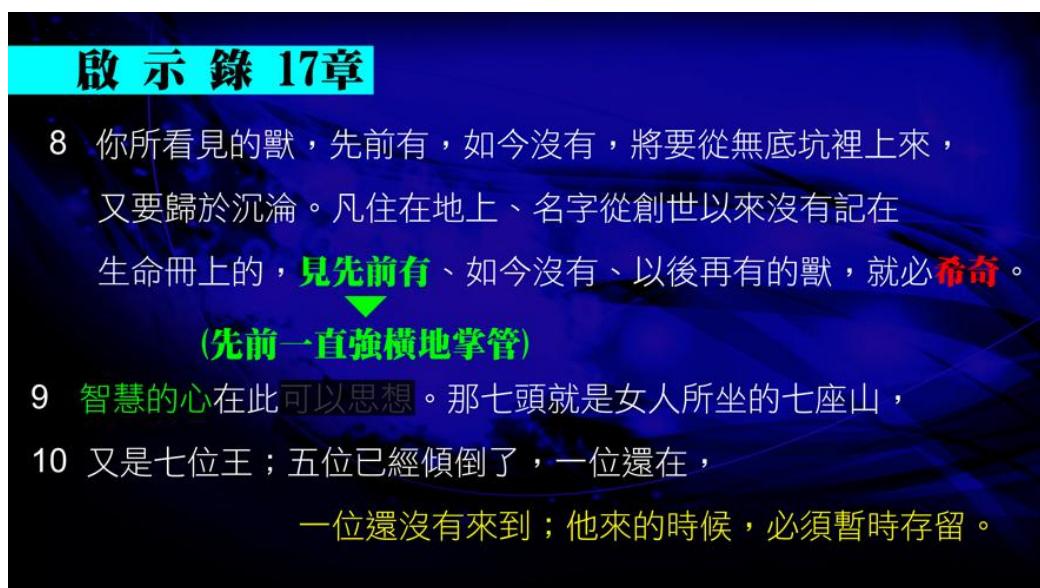 啟示錄 17章
8 你所看見的獸，先前有，如今沒有，將要從無底坑裡上來，
又要歸於沉淪。凡住在地上、名字從創世以來沒有記在
生命冊上的，見先前有、如今沒有、以後再有的獸，就必希奇。
(先前一直強橫地掌管)
9 智慧的心在此可以思想。那七頭就是女人所坐的七座山，
10 又是七位王；五位已經傾倒了，一位還在，
一位還沒有來到；他來的時候，必須暫時存留。